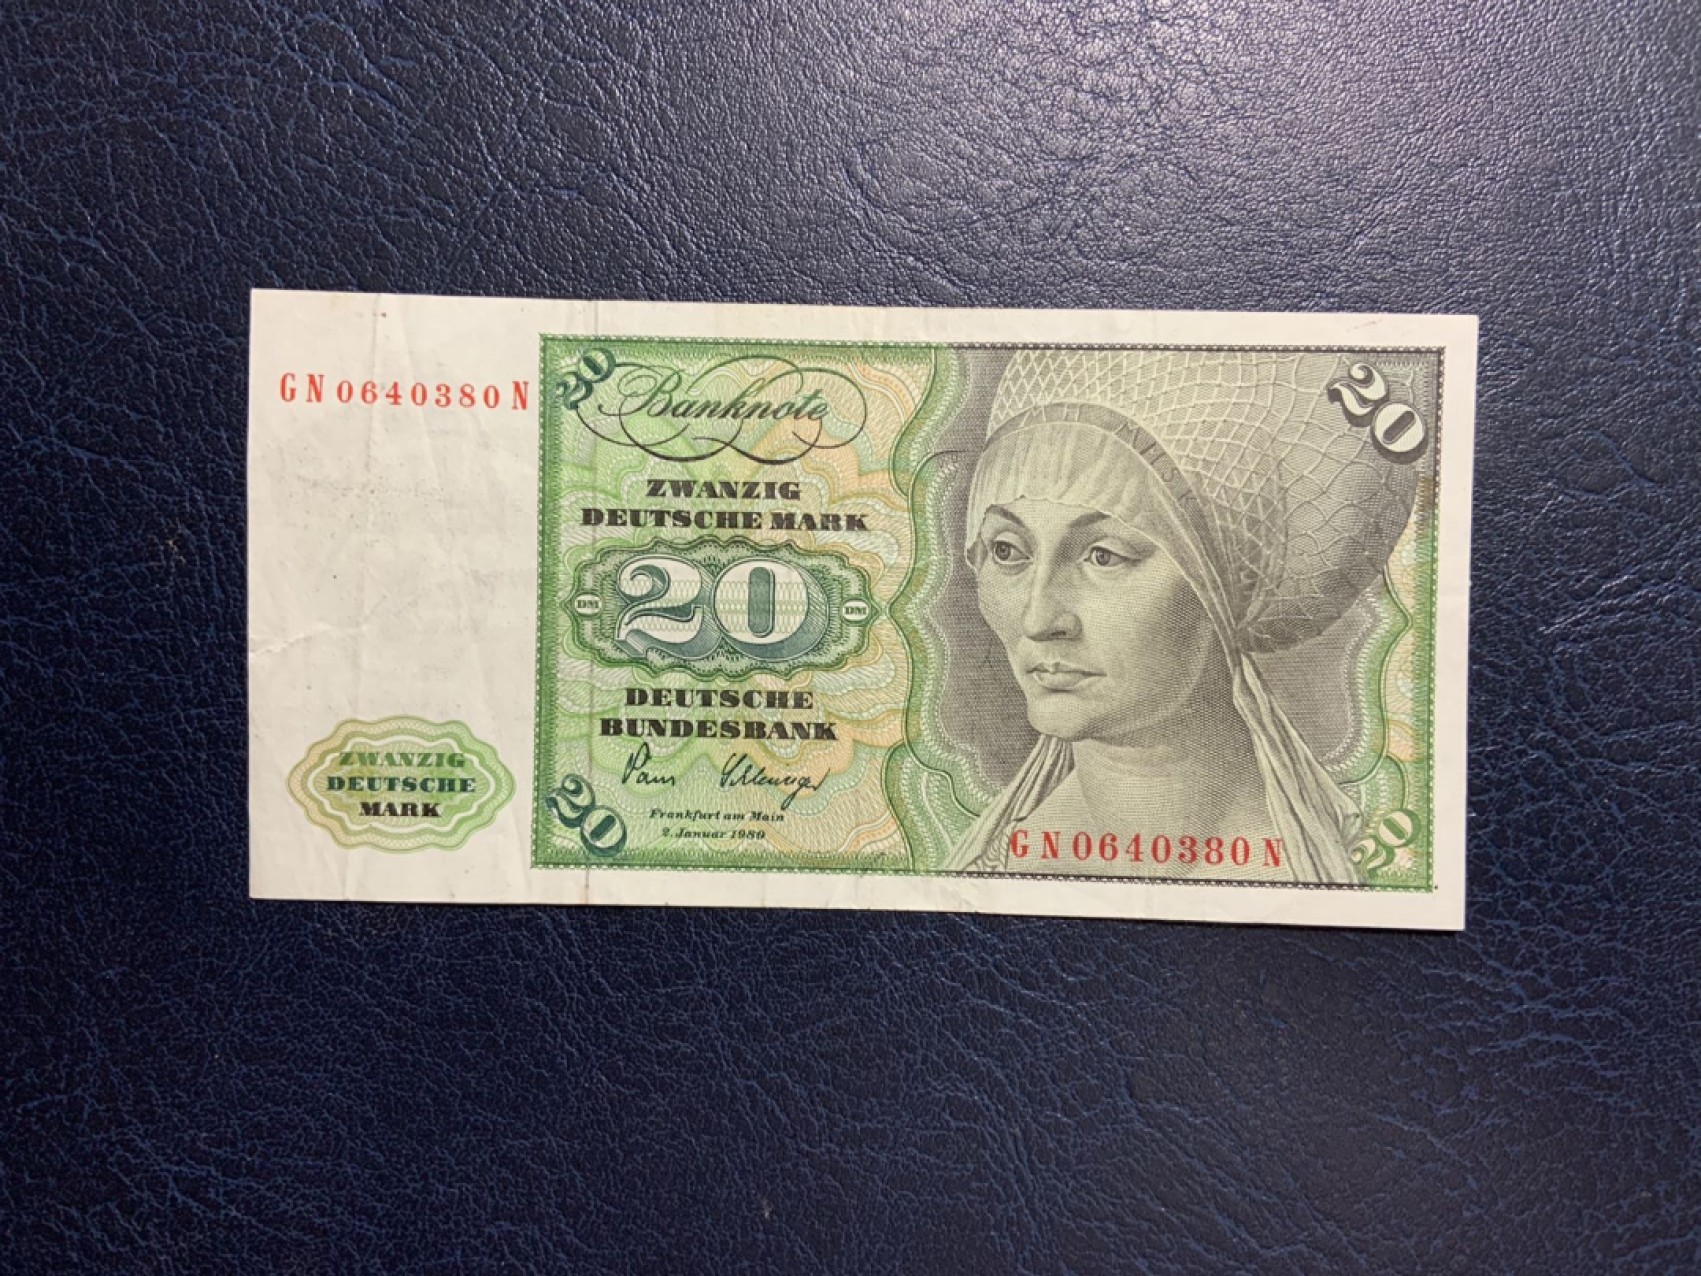 GN0640380N
20
Banknote
20
ZWANZIG
DEUTSCHE MARK
DM
20
DM
DEUTSCHE
BUNDESBANK
ZWANZIG
DEUTSCHE
MARK
20
Frankfurt am Main
2. Januar 1980
GN0640380N
20